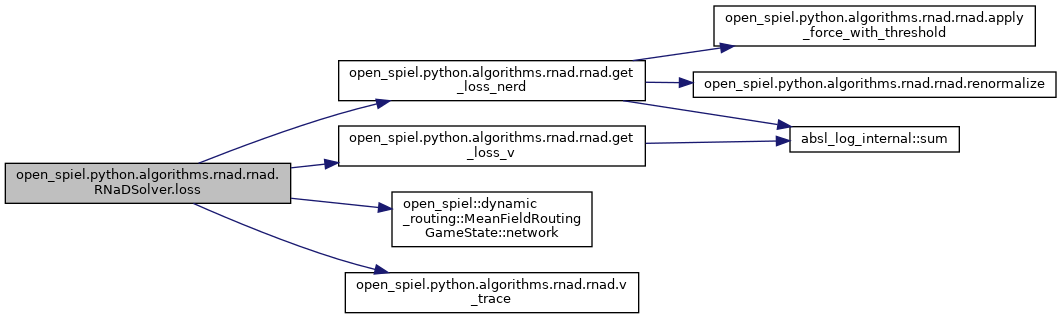 open_spiel.python.algorithms.rnad.rnad.
RNaDSolver.loss
open_spiel.python.algorithms.rnad.rnad.get
_loss_nerd
open_spiel.python.algorithms.rnad.rnad.apply
_force_with_threshold
open_spiel.python.algorithms.rnad.rnad.renormalize
absl_log_internal::sum
open_spiel.python.algorithms.rnad.rnad.get
_loss_v
open_spiel::dynamic
_routing::MeanFieldRouting
GameState::network
open_spiel.python.algorithms.rnad.rnad.v
_trace